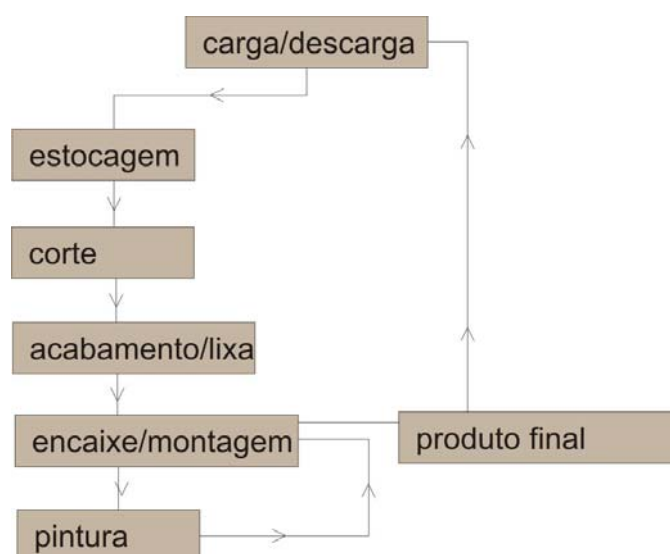 carga/descarga
estocagem
corte
acabamento/lixa
encaixe/montagem
produto final
pintura